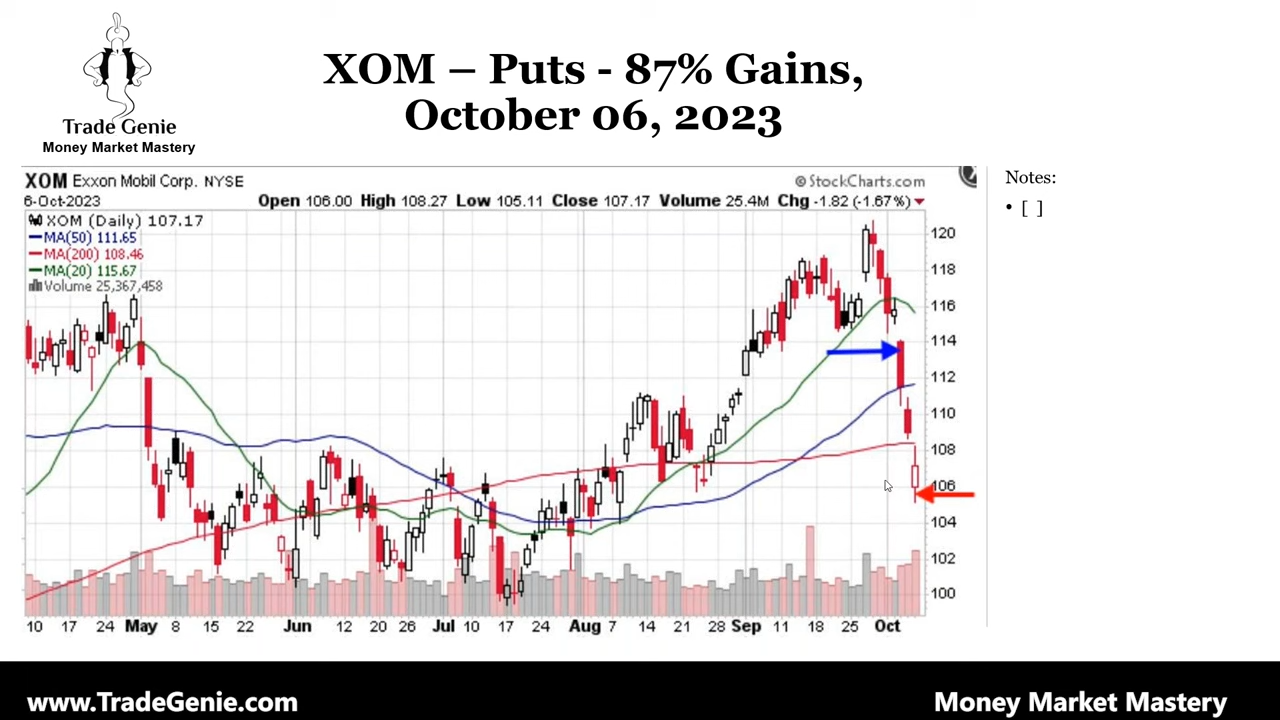 XOM – Puts - 87% Gains,
October 06, 2023
Trade Genie
Money Market Mastery
XOM Exxon Mobil Corp. NYSE
© StockCharts.com
6-Oct-2023
Open 106.00 High 108.27 Low 105.11 Close 107.17 Volume 25.4M Chg -1.82 (-1.67%)
XOM (Daily) 107.17
MA(50) 111.65
MA(200) 108.46
MA(20) 115.67
Volume 25,367,458
120
118
116
114
112
110
108
106
104
102
100
10 17 24 May 8 15 22 Jun 12 20 26 Jul 10 17 24 Aug 7 14 21 28 Sep 11 18 25 Oct
Notes:
• [ ]
www.TradeGenie.com
Money Market Mastery